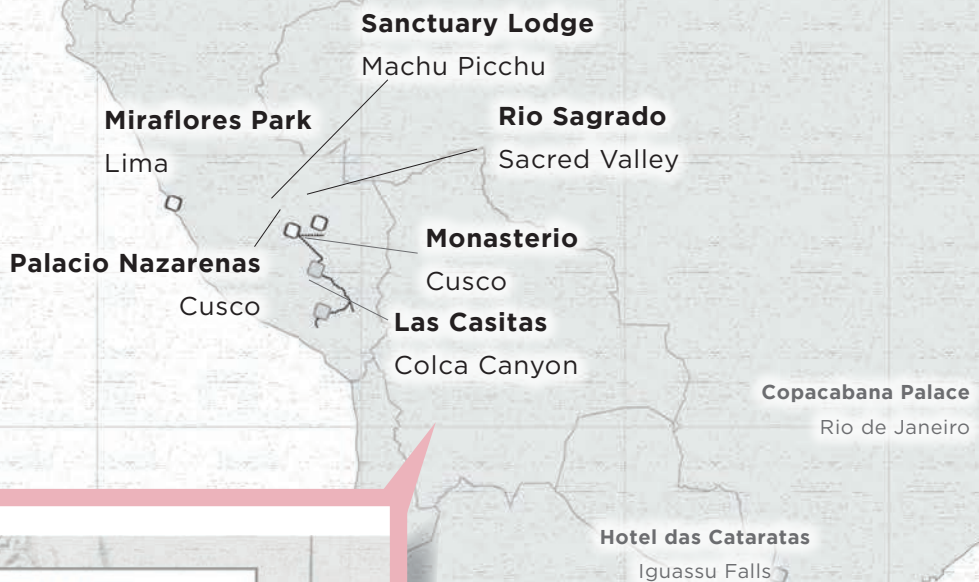 Sanctuary Lodge
Machu Picchu
Miraflores Park
Lima
Rio Sagrado
Sacred Valley
Monasterio
Cusco
Palacio Nazarenas
Cusco
Las Casitas
Colca Canyon
Copacabana Palace
Rio de Janeiro
Hotel das Cataratas
Iguassu Falls